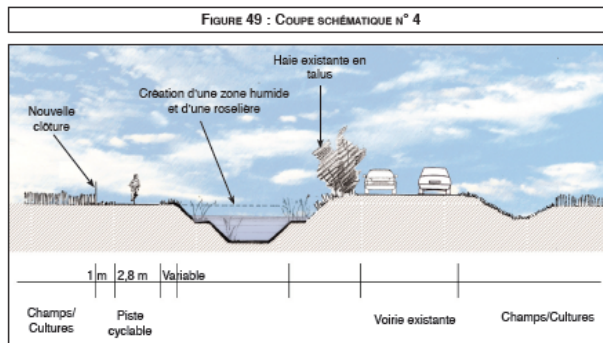 FIGURE 49 : COUPE SCHÉMATIQUE N° 4
Haie existante en
talus
Création d'une zone humide
et d'une roselière
Nouvelle
clôture
1 m 2,8 m Variable
Champs/
Cultures
Piste
cyclable
Voirie existante
Champs/Cultures